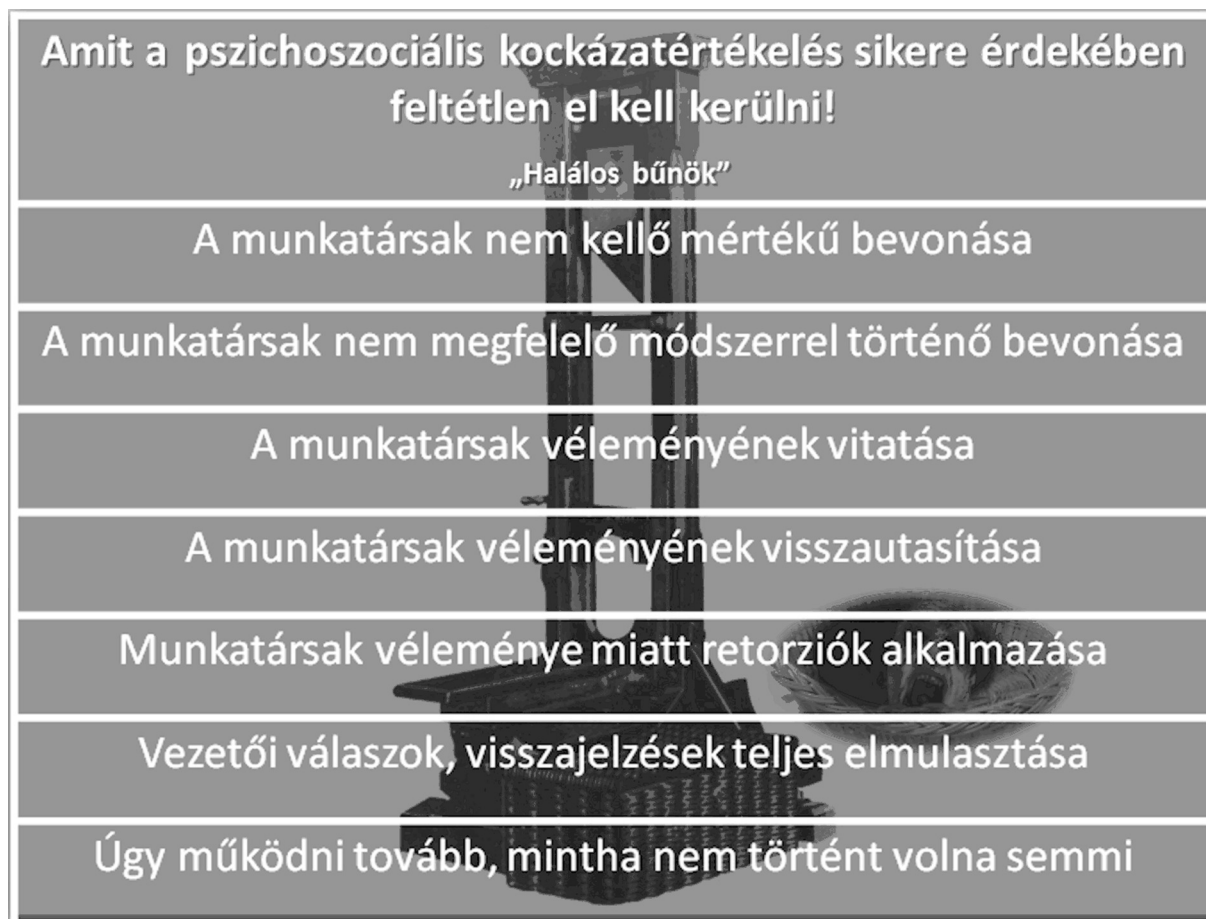 Amit a pszichoszociális kockázatértékelés sikere érdekében
feltétlen el kell kerülni!
„Halálos bűnök”
A munkatársak nem kellő mértékű bevonása
A munkatársak nem megfelelő módszerrel történő bevonása
A munkatársak véleményének vitatása
A munkatársak véleményének visszautasítása
Munkatársak véleménye miatt retorziók alkalmazása
Vezetői válaszok, visszajelzések teljes elmulasztása
Úgy működni tovább, mintha nem történt volna semmi